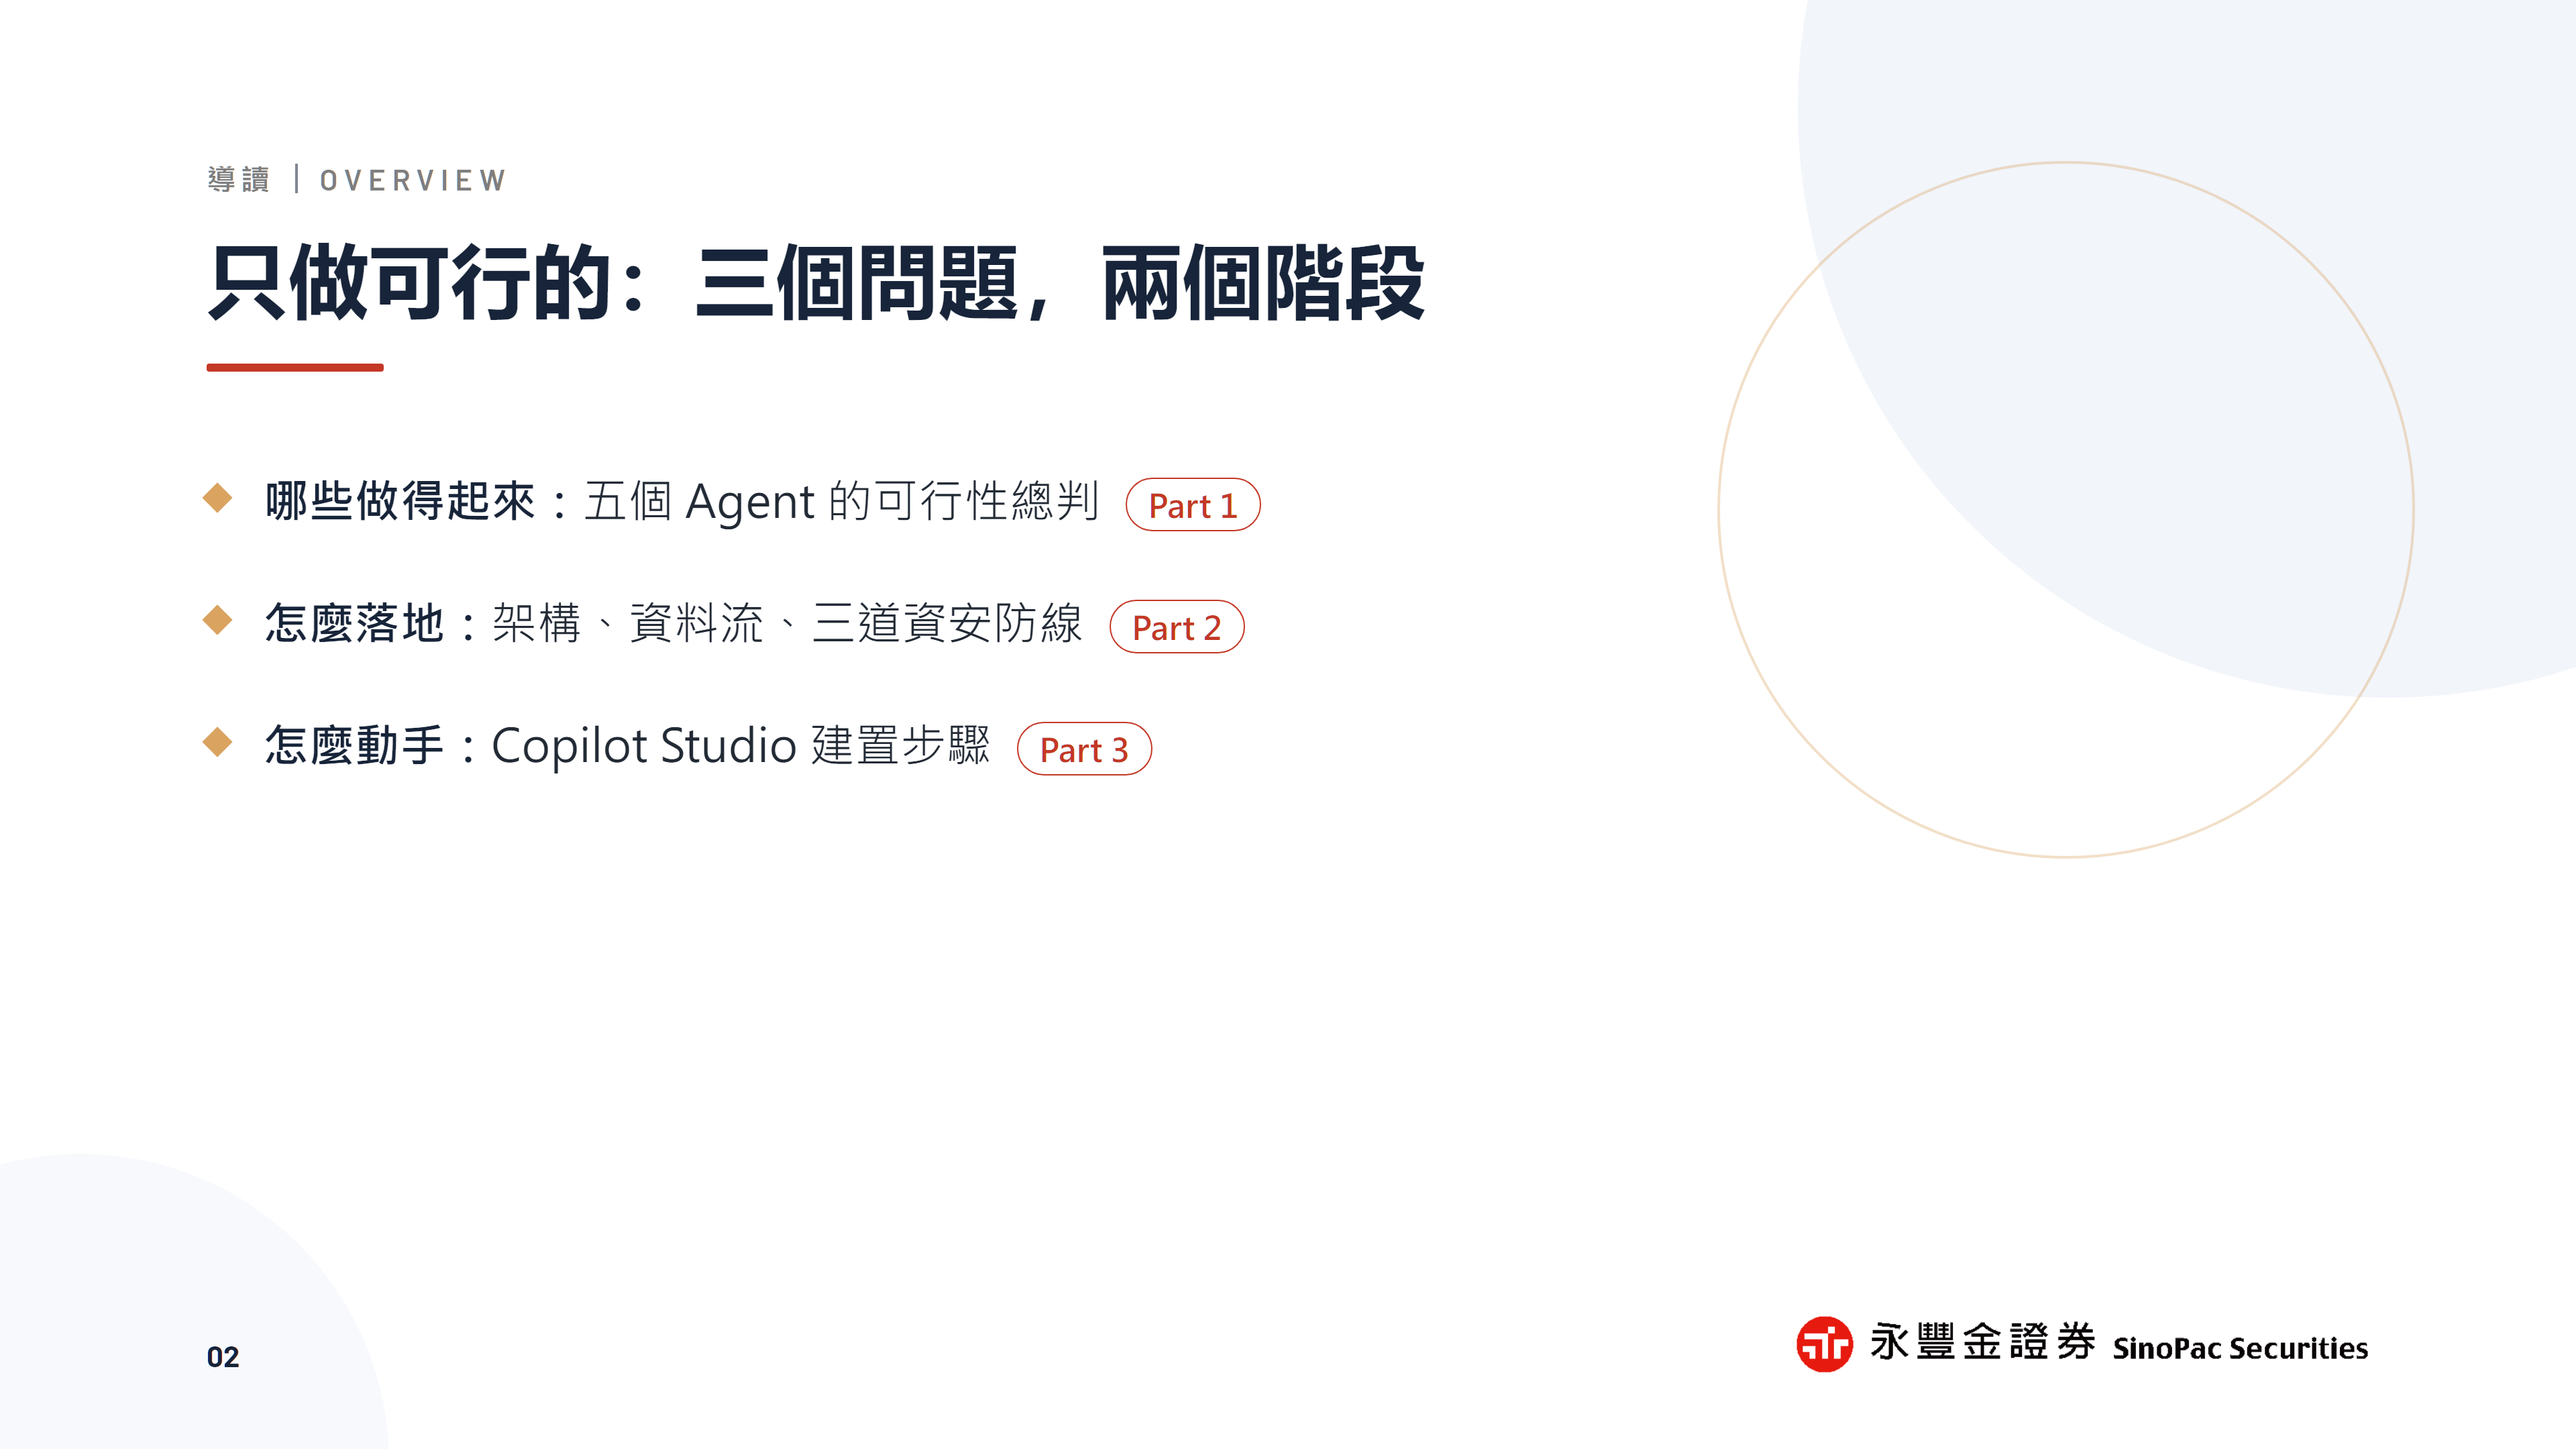 導讀｜OVERVIEW
只做可行的：三個問題，兩個階段
哪些做得起來：五個 Agent 的可行性總判 Part 1
怎麼落地：架構、資料流、三道資安防線 Part 2
怎麼動手：Copilot Studio 建置步驟 Part 3
02
永豐金證券 SinoPac Securities